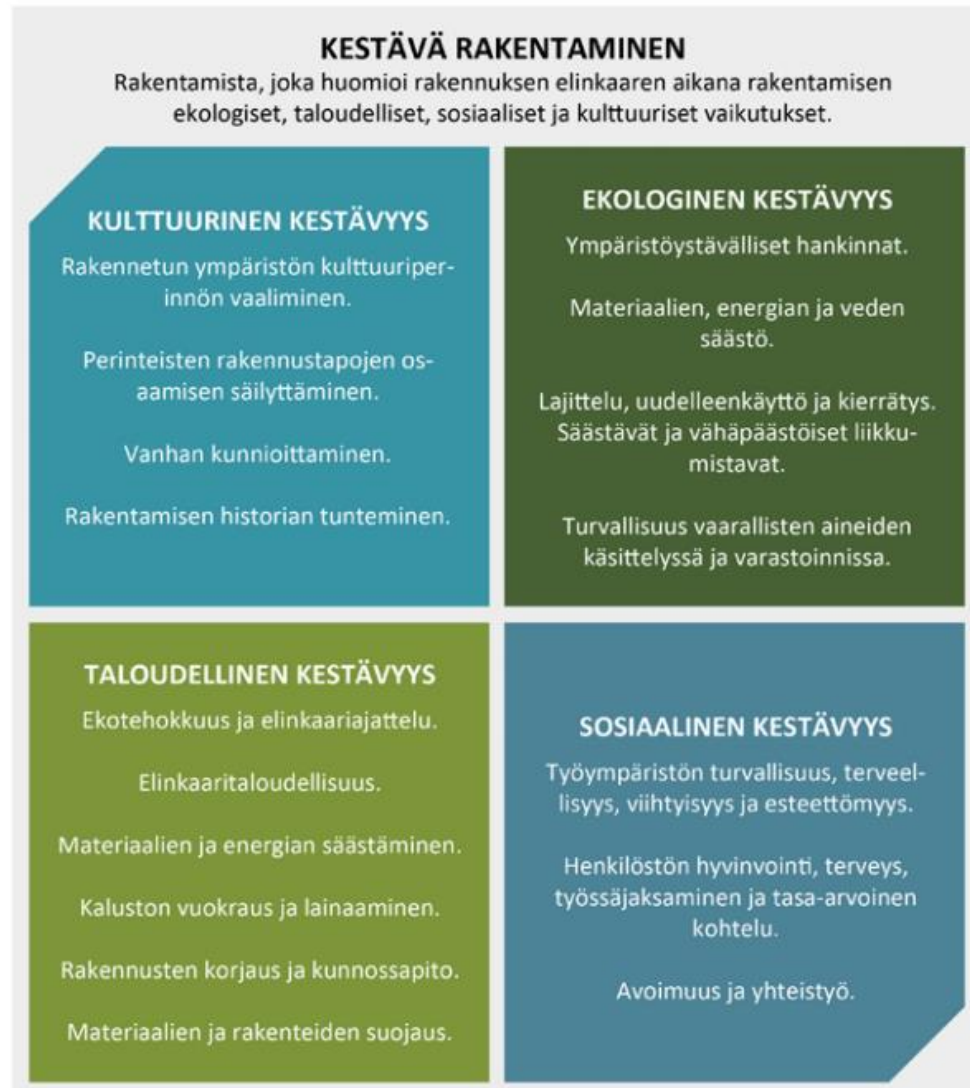 KESTÄVÄ RAKENTAMINEN
Rakentamista, joka huomioi rakennuksen elinkaaren aikana rakentamisen
ekologiset, taloudelliset, sosiaaliset ja kulttuuriset vaikutukset.
KULTTUURINEN KESTÄVYYS
Rakennetun ympäristön kulttuuriper-
innön vaaliminen.
Perinteisten rakennustapojen os-
aamisen säilyttäminen.
Vanhan kunnioittaminen.
Rakentamisen historian tunteminen.
EKOLOGINEN KESTÄVYYS
Ympäristöystävälliset hankinnat.
Materiaalien, energian ja veden
säästö.
Lajittelu, uudelleenkäyttö ja kierrätys.
Säästävät ja vähäpäästöiset liikku-
mistavat.
Turvallisuus vaarallisten aineiden
käsittelyssä ja varastoinnissa.
TALOUDELLINEN KESTÄVYYS
Ekotehokkuus ja elinkaariajattelu.
Elinkaaritaloudellisuus.
Materiaalien ja energian säästäminen.
Kaluston vuokraus ja lainaaminen.
Rakennusten korjaus ja kunnossapito.
Materiaalien ja rakenteiden suojaus.
SOSIAALINEN KESTÄVYYS
Työympäristön turvallisuus, terveel-
lisyys, viihtyisyys ja esteettömyys.
Henkilöstön hyvinvointi, terveys,
työssäjaksaminen ja tasa-arvoinen
kohtelu.
Avoimuus ja yhteistyö.